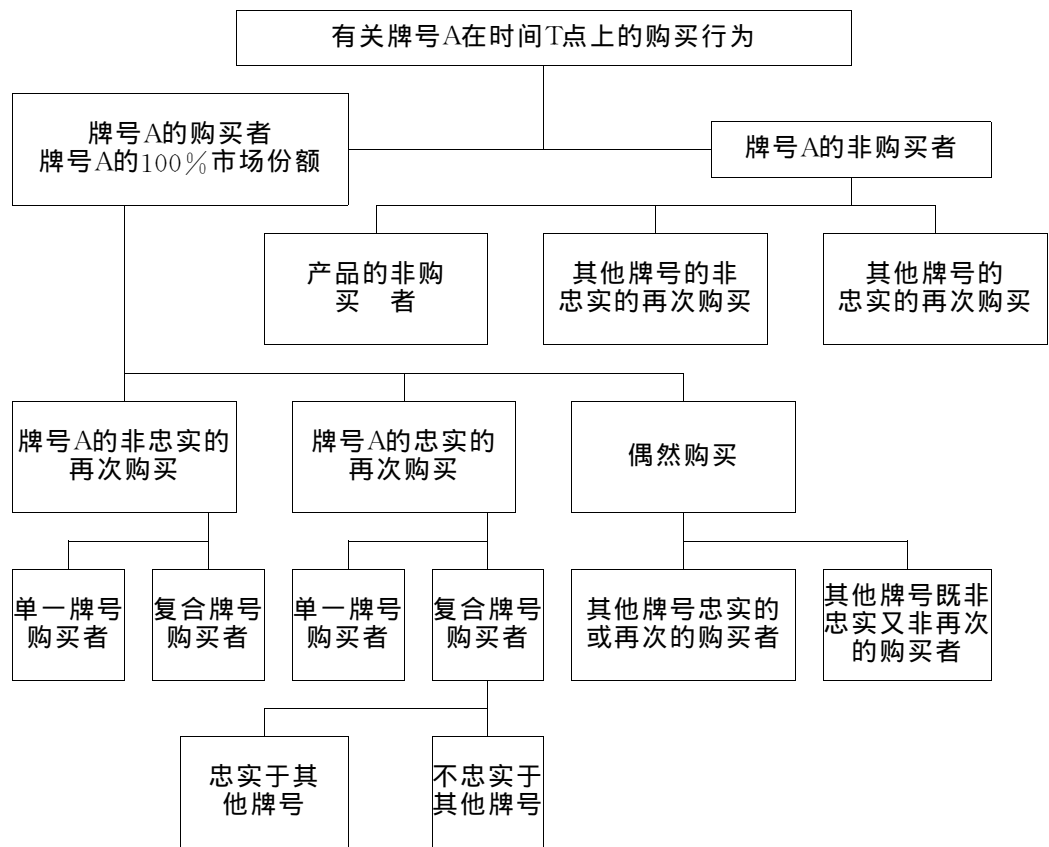 有关牌号A在时间T点上的购买行为
牌号A的购买者
牌号A的100%市场份额
牌号A的非购买者
产品的非购
买 者
其他牌号的非
忠实的再次购买
其他牌号的
忠实的再次购买
牌号A的非忠实的
再次购买
牌号A的忠实的
再次购买
偶然购买
单一牌号
购买者
复合牌号
购买者
单一牌号
购买者
复合牌号
购买者
其他牌号忠实的
或再次的购买者
其他牌号既非
忠实又非再次
的购买者
忠实于其
他牌号
不忠实于
其他牌号